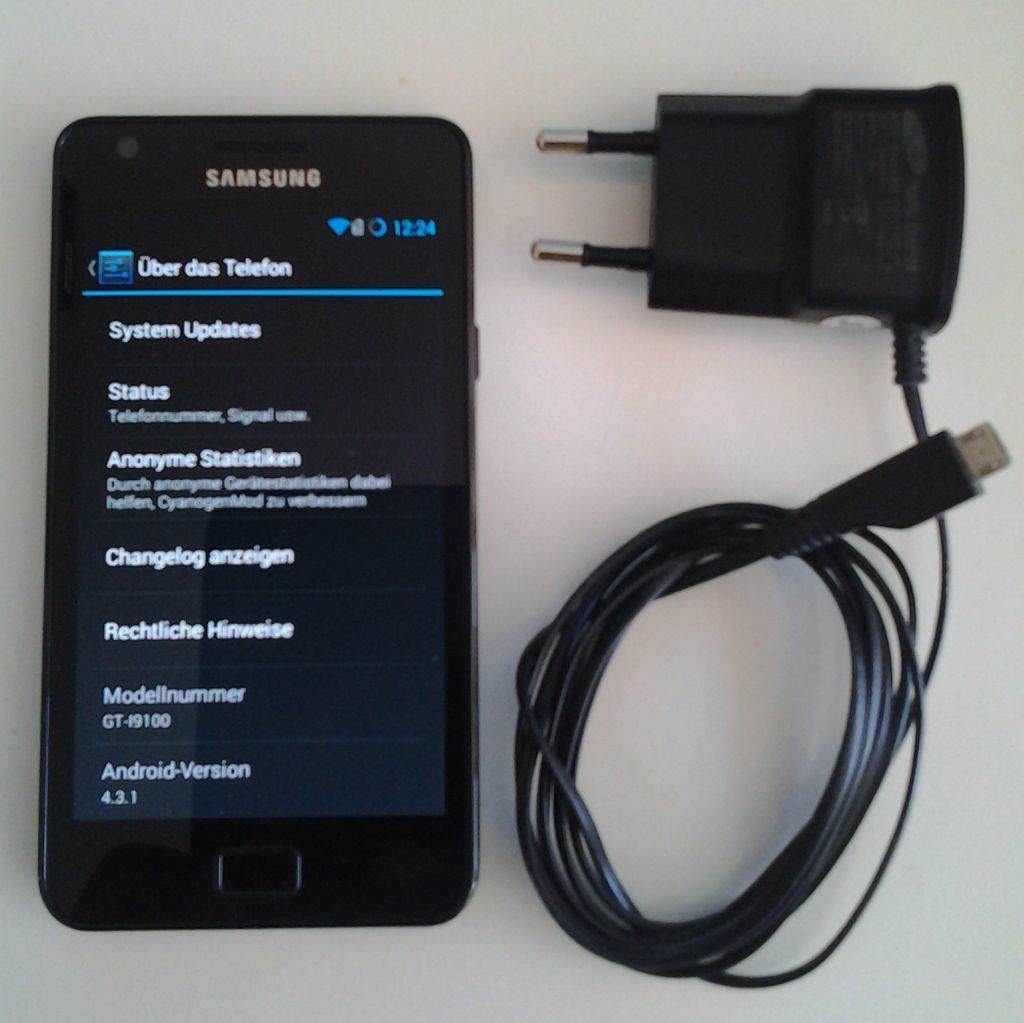 SAMSUNG
12:24
Über das Telefon
System Updates
Status
Telefonnummer, Signal usw.
Anonyme Statistiken
Durch anonyme Gerätestatistiken dabei
helfen, CyanogenMod zu verbessern
Changelog anzeigen
Rechtliche Hinweise
Modellnummer
GT-I9100
Android-Version
4.3.1